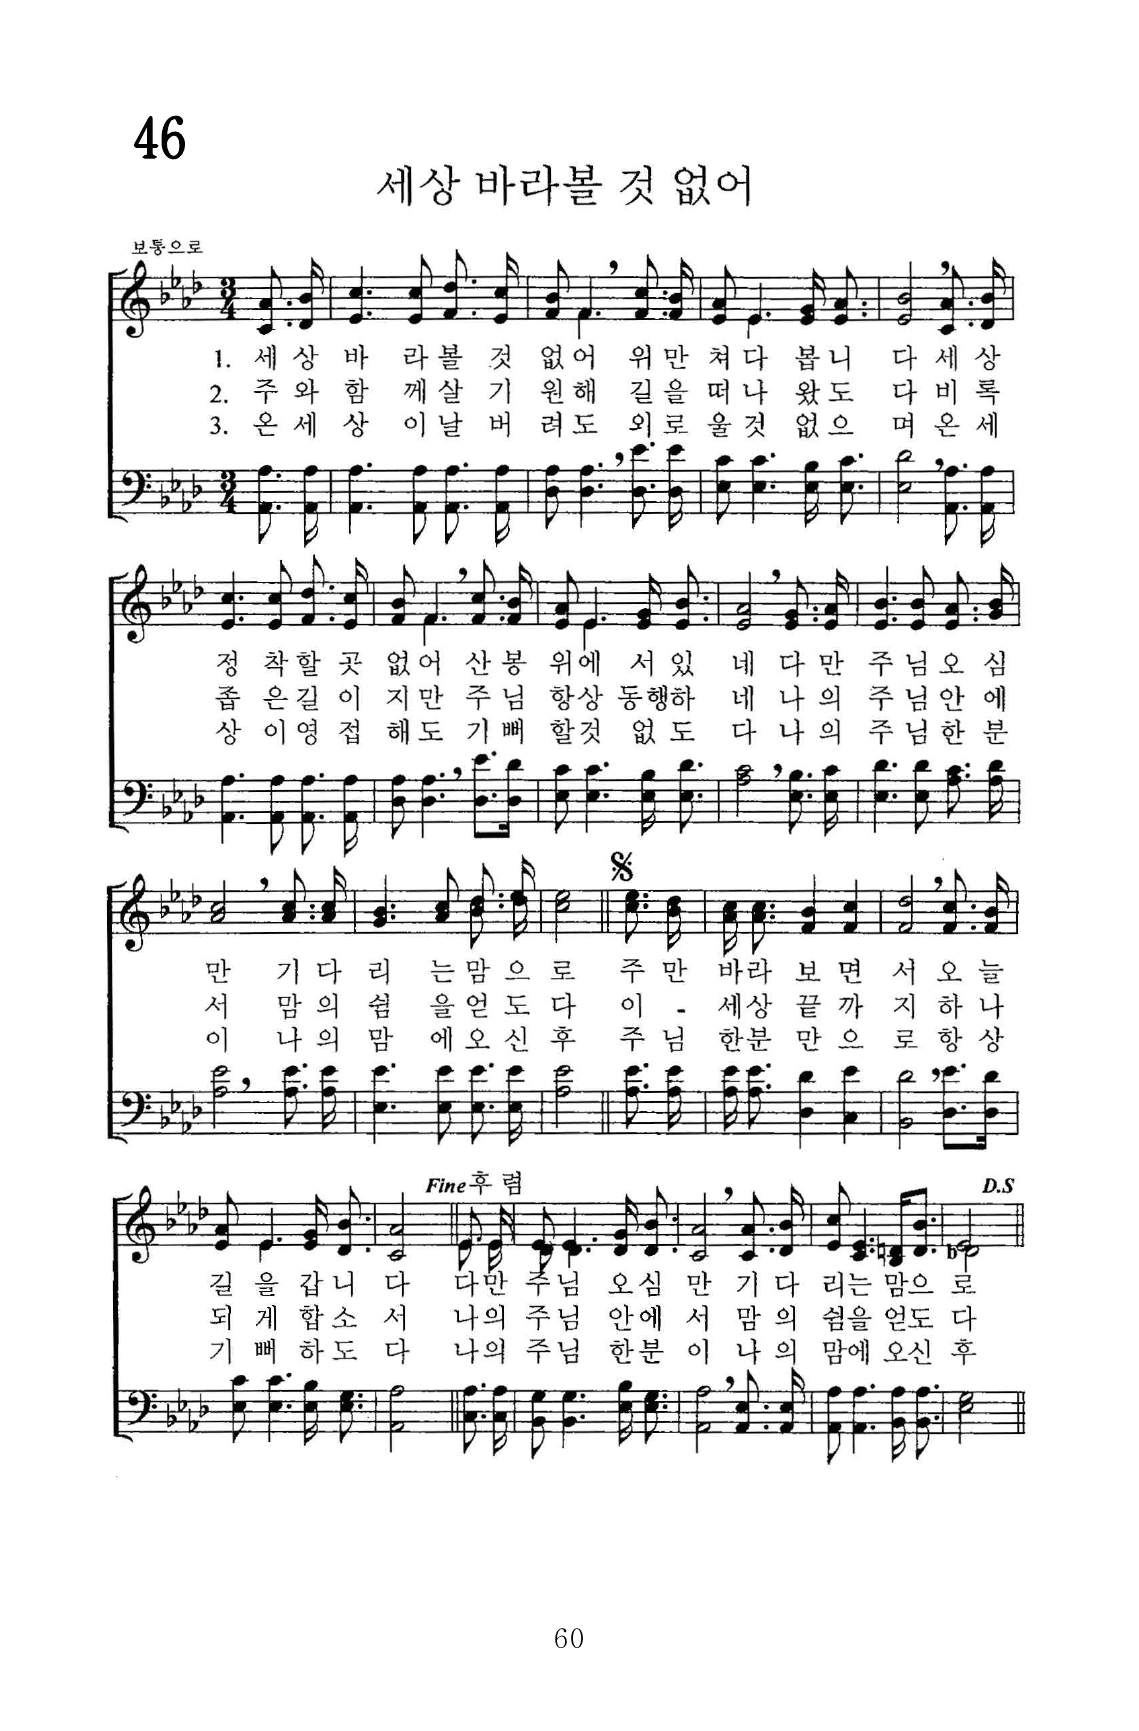 46
세상 바라볼 것 없어
보통으로
1. 세 상 바 라 볼 것 없 어 위 만 쳐 다 봅 니 다 세 상
2. 주 와 함 께 살 기 원 해 길 을 떠 나 왔 도 다 비 록
3. 온 세 상 이 날 버 려 도 외 로 울 것 없 으 며 온 세
정 착 할 곳 없 어 산 봉 위 에 서 있 네 다 만 주 님 오 심
좁 은 길 이 지 만 주 님 항 상 동 행 하 네 나 의 주 님 안 에
상 이 영 접 해 도 기 뻐 할 것 없 도 다 나 의 주 님 한 분
만 기 다 리 는 맘 으 로 주 만 바 라 보 면 서 오 늘
서 맘 의 쉼 을 얻 도 다 이 - 세 상 끝 까 지 하 나
이 나 의 맘 에 오 신 후 주 님 한 분 만 으 로 항 상
Fine 후 렴 D.S
길 을 갑 니 다 다 만 주 님 오 심 만 기 다 리 는 맘 으 로
되 게 합 소 서 나 의 주 님 안 에 서 맘 의 쉼 을 얻 도 다
기 뻐 하 도 다 나 의 주 님 한 분 이 나 의 맘 에 오 신 후
60